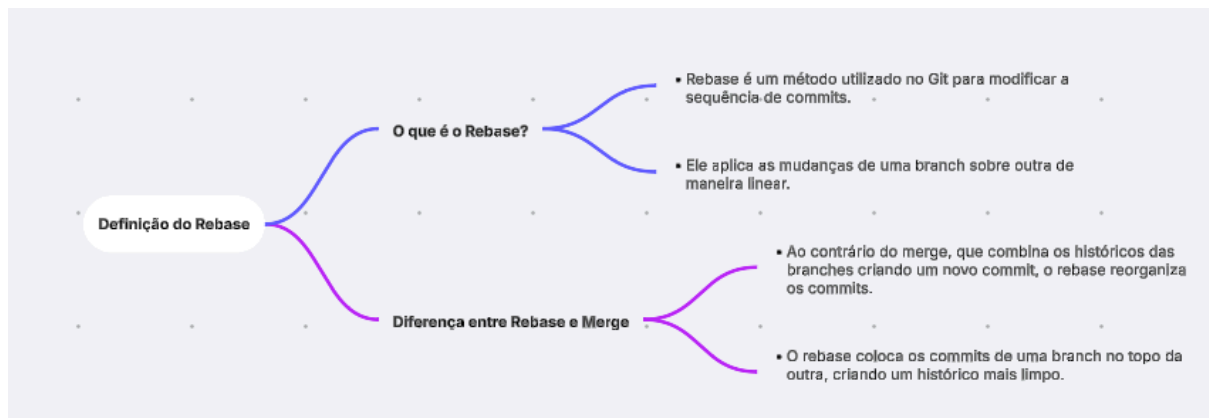 Definição do Rebase
O que é o Rebase?
• Rebase é um método utilizado no Git para modificar a
sequência de commits.
• Ele aplica as mudanças de uma branch sobre outra de
maneira linear.
Diferença entre Rebase e Merge
• Ao contrário do merge, que combina os históricos das
branches criando um novo commit, o rebase reorganiza
os commits.
• O rebase coloca os commits de uma branch no topo da
outra, criando um histórico mais limpo.